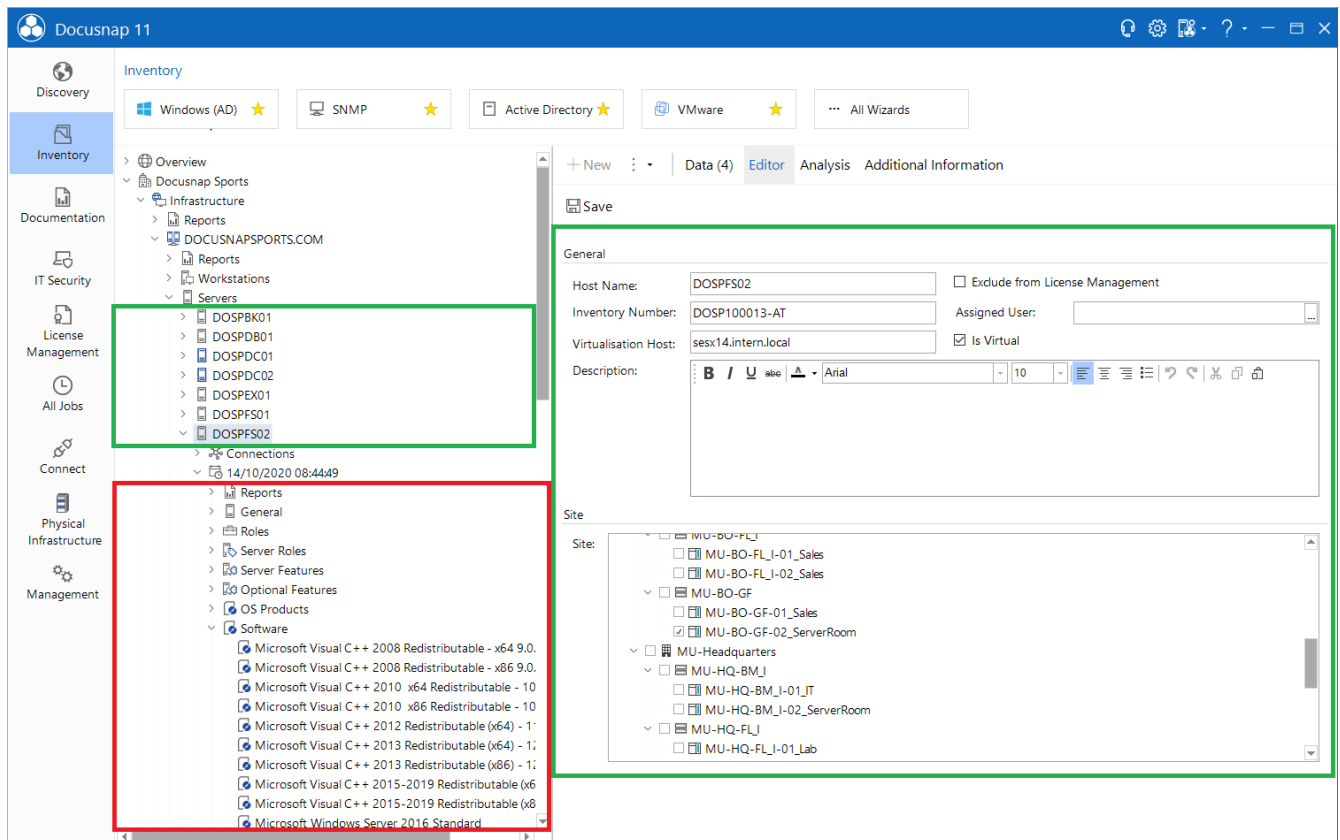 Docusnap 11
?
Discovery
Inventory
Documentation
IT Security
License
Management
All Jobs
Connect
Physical
Infrastructure
Management
Inventory
Windows (AD)
SNMP
Active Directory
VMware
All Wizards
Overview
Docusnap Sports
Infrastructure
Reports
DOCUSNAPSPORTS.COM
Reports
Workstations
Servers
DOSPBK01
DOSPDB01
DOSPDC01
DOSPDC02
DOSPEX01
DOSPFS01
DOSPFS02
Connections
14/10/2020 08:44:49
Reports
General
Roles
Server Roles
Server Features
Optional Features
OS Products
Software
Microsoft Visual C++ 2008 Redistributable - x64 9.0.
Microsoft Visual C++ 2008 Redistributable - x86 9.0.
Microsoft Visual C++ 2010 x64 Redistributable - 10
Microsoft Visual C++ 2010 x86 Redistributable - 10
Microsoft Visual C++ 2012 Redistributable (x64) - 1
Microsoft Visual C++ 2013 Redistributable (x64) - 12
Microsoft Visual C++ 2013 Redistributable (x86) - 12
Microsoft Visual C++ 2015-2019 Redistributable (x6
Microsoft Visual C++ 2015-2019 Redistributable (x8
Microsoft Windows Server 2016 Standard
New Data (4) Editor Analysis Additional Information
Save
General
Host Name: DOSPFS02 Exclude from License Management
Inventory Number: DOSP100013-AT Assigned User: ...
Virtualisation Host: sesx14.intern.local Is Virtual
Description: B I U abc A Arial 10
Site
Site:
MU-BO-FL_I
MU-BO-FL_I-01_Sales
MU-BO-FL_I-02_Sales
MU-BO-GF
MU-BO-GF-01_Sales
MU-BO-GF-02_ServerRoom
MU-Headquarters
MU-HQ-BM_I
MU-HQ-BM_I-01_IT
MU-HQ-BM_I-02_ServerRoom
MU-HQ-FL_I
MU-HQ-FL_I-01_Lab